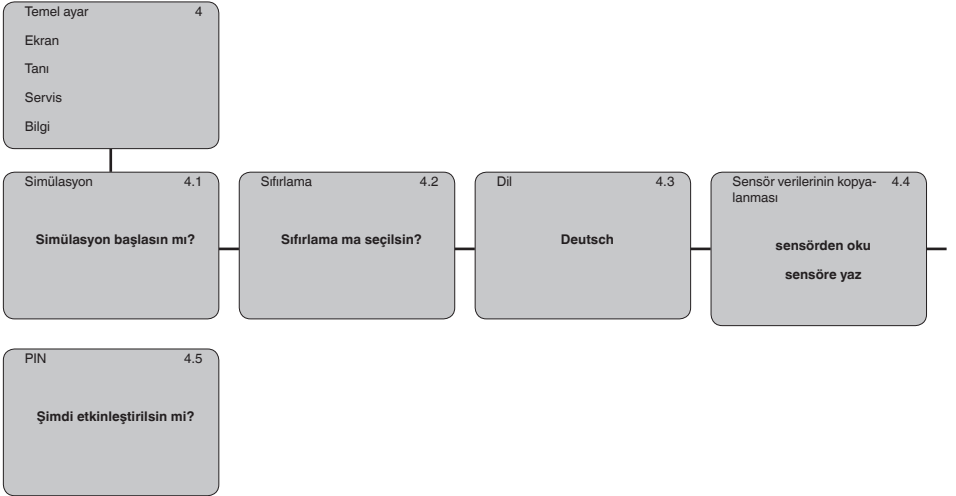 Temel ayar 4
Ekran
Tanı
Servis
Bilgi
Simülasyon 4.1
Simülasyon başlasın mı?
Sıfırlama 4.2
Sıfırlama ma seçilsin?
Dil 4.3
Deutsch
Sensör verilerinin kopya- 4.4
lanması
sensörden oku
sensöre yaz
PIN 4.5
Şimdi etkinleştirilsin mi?